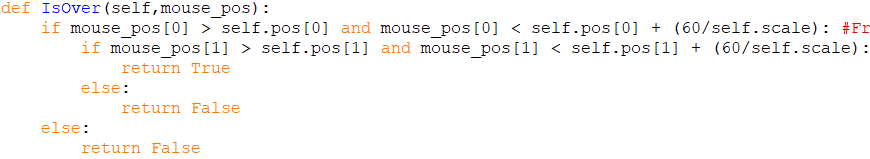 def IsOver(self,mouse_pos):
    if mouse_pos[0] > self.pos[0] and mouse_pos[0] < self.pos[0] + (60/self.scale): #Fr
        if mouse_pos[1] > self.pos[1] and mouse_pos[1] < self.pos[1] + (60/self.scale):
            return True
        else:
            return False
    else:
        return False